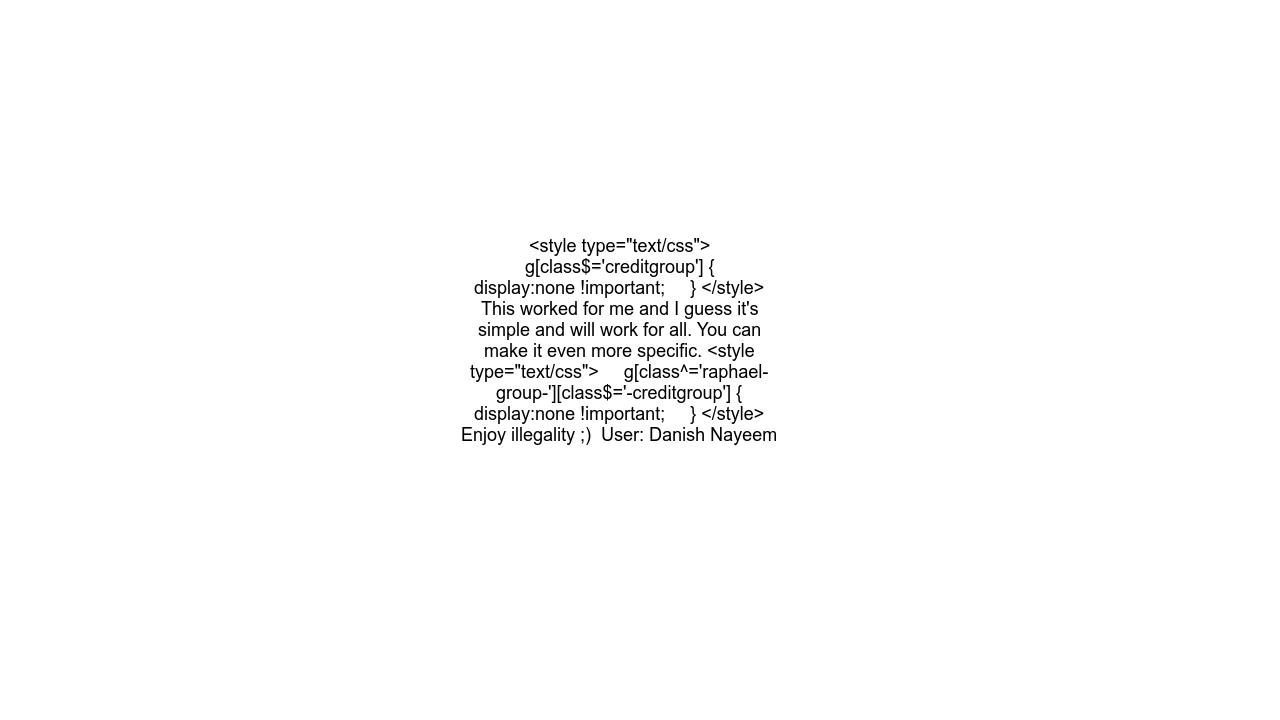 <style type="text/css">
g[class$='creditgroup'] {
display:none !important;     } </style>
This worked for me and I guess it's
simple and will work for all. You can
make it even more specific. <style
type="text/css">     g[class^='raphael-
group-'][class$='-creditgroup'] {
display:none !important;     } </style>
Enjoy illegality ;)  User: Danish Nayeem